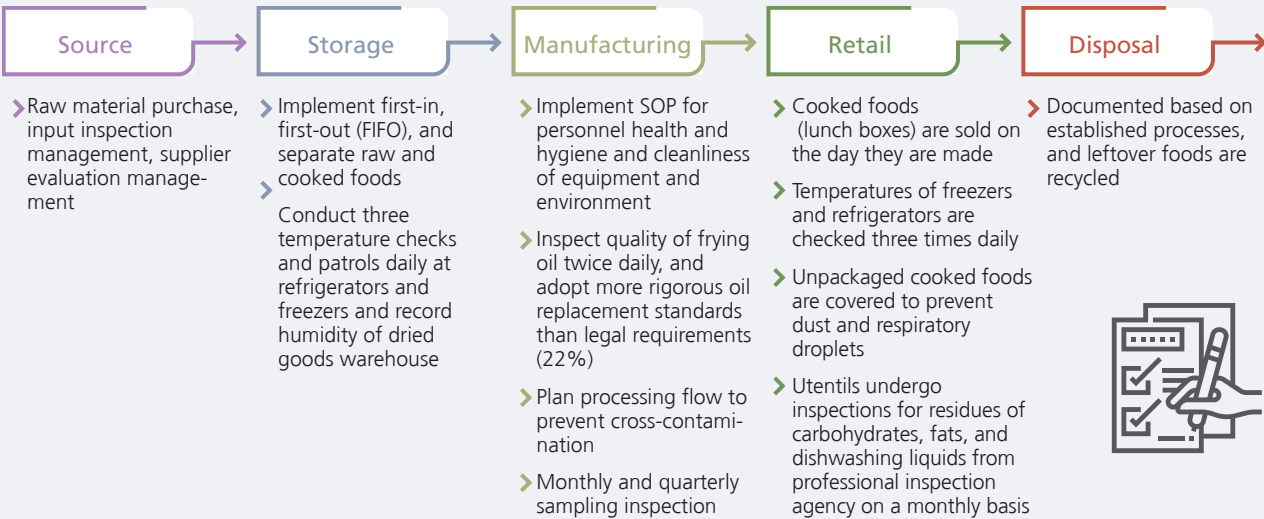 Source
Storage
Manufacturing
Retail
Disposal
Raw material purchase,
input inspection
management, supplier
evaluation manage-
ment
Implement first-in,
first-out (FIFO), and
separate raw and
cooked foods
Conduct three
temperature checks
and patrols daily at
refrigerators and
freezers and record
humidity of dried
goods warehouse
Implement SOP for
personnel health and
hygiene and cleanliness
of equipment and
environment
Inspect quality of frying
oil twice daily, and
adopt more rigorous oil
replacement standards
than legal requirements
(22%)
Plan processing flow to
prevent cross-contami-
nation
Monthly and quarterly
sampling inspection
Cooked foods
(lunch boxes) are sold on
the day they are made
Temperatures of freezers
and refrigerators are
checked three times daily
Unpackaged cooked foods
are covered to prevent
dust and respiratory
droplets
Utentils undergo
inspections for residues of
carbohydrates, fats, and
dishwashing liquids from
professional inspection
agency on a monthly basis
Documented based on
established processes,
and leftover foods are
recycled